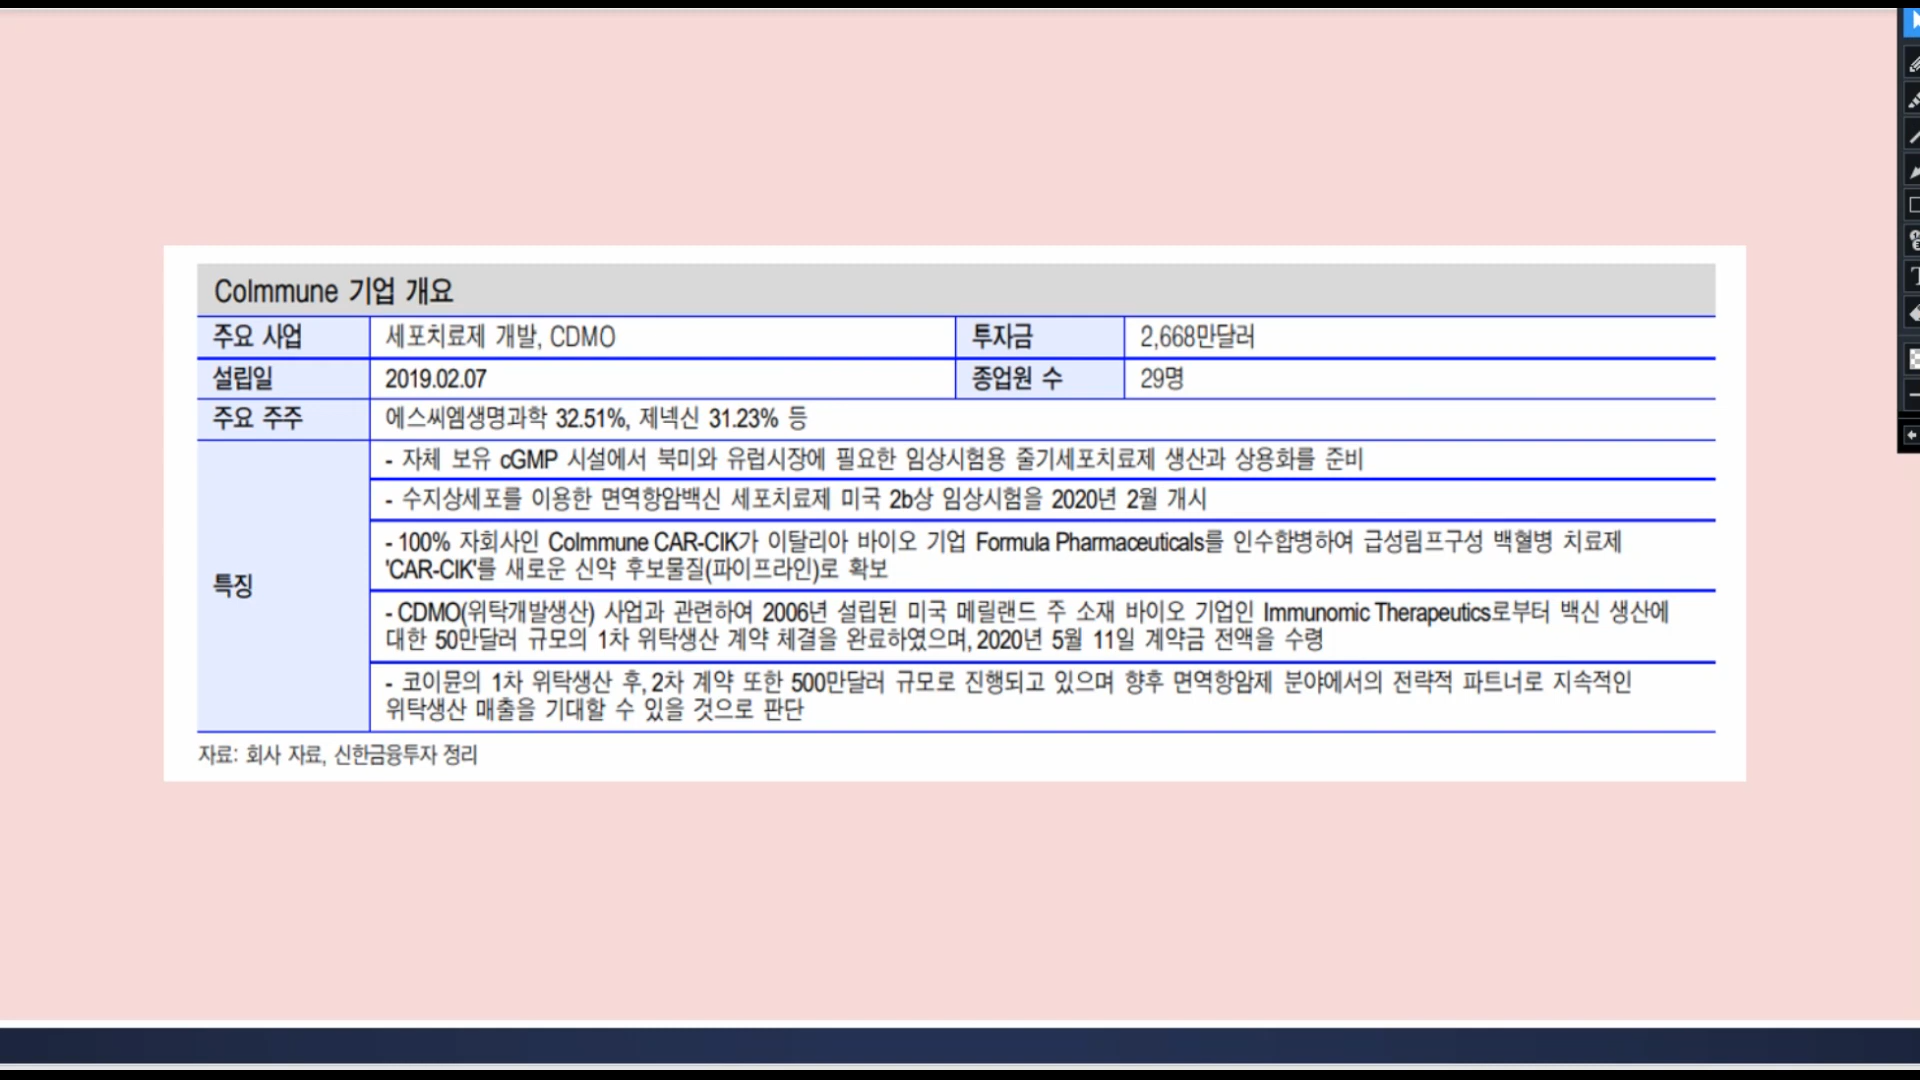 CoImmune 기업 개요
주요 사업 세포치료제 개발, CDMO 투자금 2,668만달러
설립일 2019.02.07 종업원 수 29명
주요 주주 에스씨엠생명과학 32.51%, 제넥신 31.23% 등
특징
- 자체 보유 cGMP 시설에서 북미와 유럽시장에 필요한 임상시험용 줄기세포치료제 생산과 상용화를 준비
- 수지상세포를 이용한 면역항암백신 세포치료제 미국 2b상 임상시험을 2020년 2월 개시
- 100% 자회사인 CoImmune CAR-CIK가 이탈리아 바이오 기업 Formula Pharmaceuticals를 인수합병하여 급성림프구성 백혈병 치료제
'CAR-CIK'를 새로운 신약 후보물질(파이프라인)로 확보
- CDMO(위탁개발생산) 사업과 관련하여 2006년 설립된 미국 메릴랜드 주 소재 바이오 기업인 Immunomic Therapeutics로부터 백신 생산에
대한 50만달러 규모의 1차 위탁생산 계약 체결을 완료하였으며, 2020년 5월 11일 계약금 전액을 수령
- 코이뮨의 1차 위탁생산 후, 2차 계약 또한 500만달러 규모로 진행되고 있으며 향후 면역항암제 분야에서의 전략적 파트너로 지속적인
위탁생산 매출을 기대할 수 있을 것으로 판단
자료: 회사 자료, 신한금융투자 정리